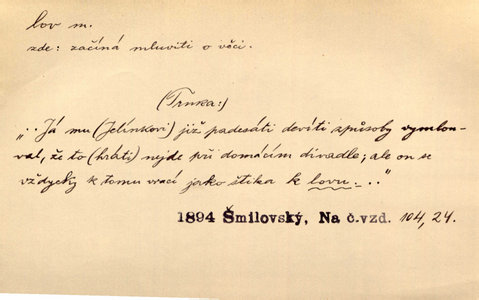 lov m.
zde: začíná mluviti o věci.
(Trnka:)
„.. Já mu (Jelínkovi) již padesáti devíti způsoby vymlou-
val, že to (hráti) nejde při domácím divadle; ale on se
vždycky k tomu vrací jako štika k lovu..."
1894 Šmilovský, Na č.vzd. 104, 24.